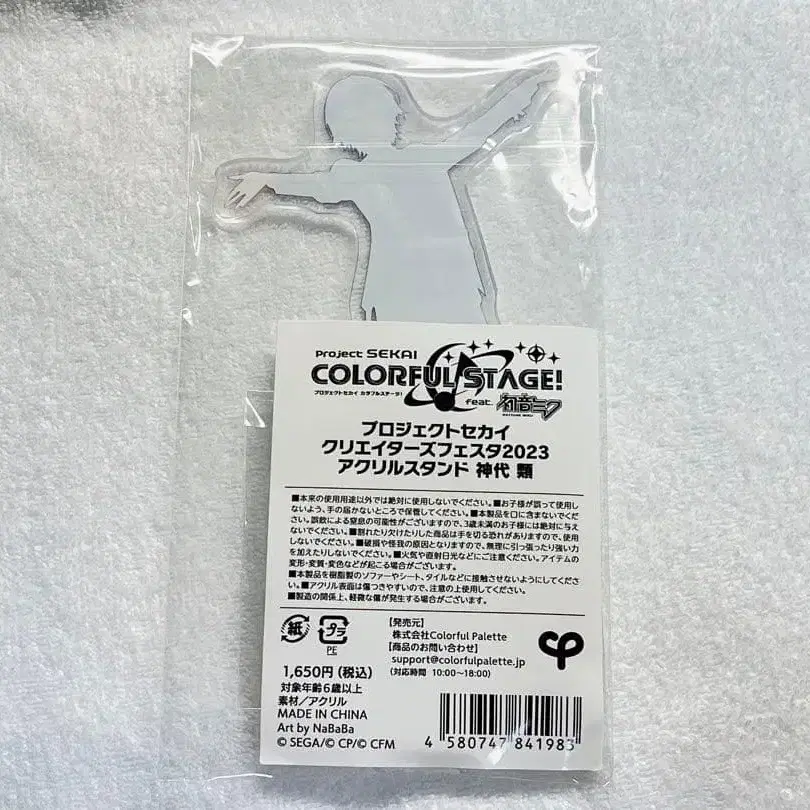 Project SEKAI
COLORFUL STAGE!
プロジェクトセカイ カラフルステージ！
feat. 初音ミク
HATSUNE MIKU
プロジェクトセカイ
クリエイターズフェスタ2023
アクリルスタンド 神代 類
■本来の使用用途以外では絶対に使用しないでください。■お子様が誤って使用し
ないよう、手の届かないところで保管してください。■本製品を口に含まないでくださ
い。誤飲による窒息の可能性がございますので、3歳未満のお子様には絶対に与え
ないでください。■割れたり欠けたりした商品は手を切る恐れがありますので、使用
しないでください。■破損や怪我の原因となりますので、無理に引っ張ったり強い力
を加えたりしないでください。■火気や直射日光などにご注意ください。アイテムの
変形・変質・変色などが起こる場合がございます。
■本製品を樹脂製のソファーやシート、タイルなどに接触させないようにしてくださ
い。■アクリル表面は傷つきやすいので、注意の上使用してください。
■製造の関係上、軽微な傷が発生する場合がございます。
紙
プラ
PE
【発売元】
株式会社Colorful Palette
【商品のお問い合わせ】
support@colorfulpalette.jp
(対応時間 10:00～18:00)
1,650円(税込)
対象年齢6歳以上
素材/アクリル
MADE IN CHINA
Art by NaBaBa
© SEGA/© CP/© CFM
4 580747 841983